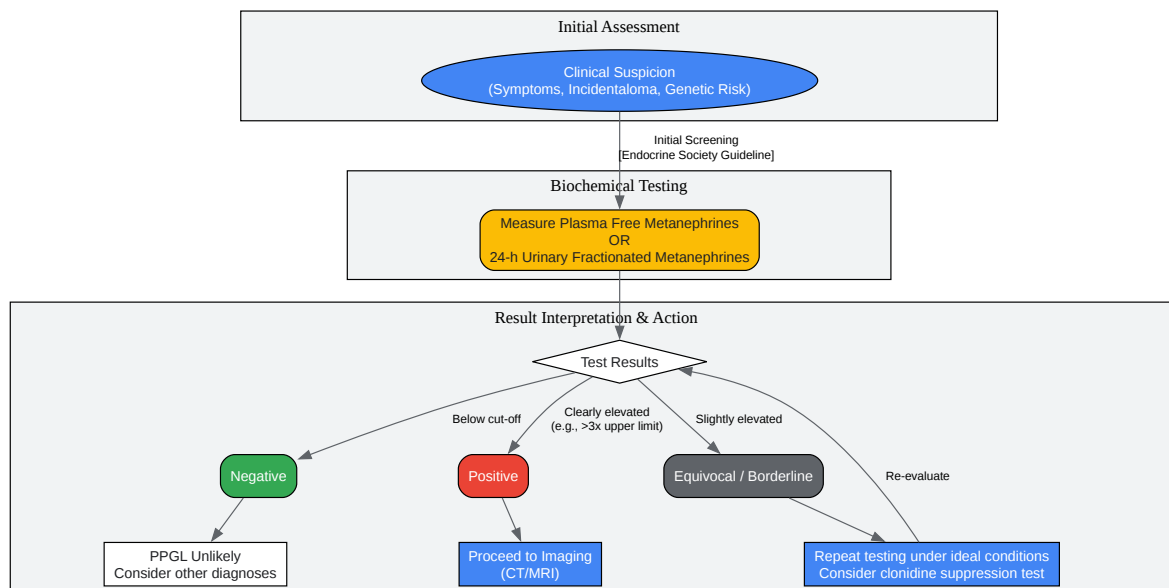 Initial Assessment
Clinical Suspicion
(Symptoms, Incidentaloma, Genetic Risk)
Initial Screening
[Endocrine Society Guideline]
Biochemical Testing
Measure Plasma Free Metanephrines
OR
24-h Urinary Fractionated Metanephrines
Result Interpretation & Action
Test Results
Below cut-off
Clearly elevated
(e.g., >3x upper limit)
Slightly elevated
Negative
Positive
Equivocal / Borderline
Re-evaluate
PPGL Unlikely
Consider other diagnoses
Proceed to Imaging
(CT/MRI)
Repeat testing under ideal conditions
Consider clonidine suppression test